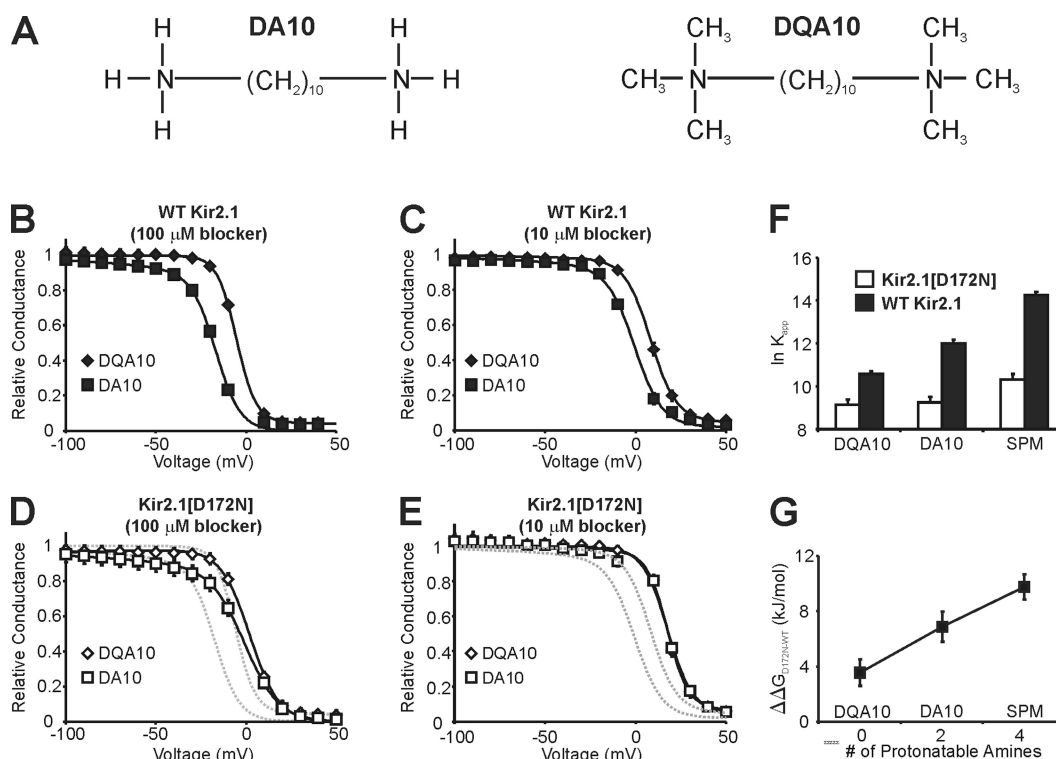 A
DA10
H H
H N (CH₂)₁₀ N H
H H
DQA10
CH₃ CH₃
CH₃ N (CH₂)₁₀ N CH₃
CH₃ CH₃
B
WT Kir2.1
(100 μM blocker)
Relative Conductance
1
0.8
0.6
0.4
0.2
0
DQA10
DA10
-100 -50 0 50
Voltage (mV)
C
WT Kir2.1
(10 μM blocker)
Relative Conductance
1
0.8
0.6
0.4
0.2
0
DQA10
DA10
-100 -50 0 50
Voltage (mV)
F
ln Kapp
16
14
12
10
8
Kir2.1[D172N]
WT Kir2.1
DQA10 DA10 SPM
D
Kir2.1[D172N]
(100 μM blocker)
Relative Conductance
1
0.8
0.6
0.4
0.2
0
DQA10
DA10
-100 -50 0 50
Voltage (mV)
E
Kir2.1[D172N]
(10 μM blocker)
Relative Conductance
1
0.8
0.6
0.4
0.2
0
DQA10
DA10
-100 -50 0 50
Voltage (mV)
G
ΔΔG D172N-WT (kJ/mol)
12
8
4
0
DQA10 DA10 SPM
0 2 4
# of Protonatable Amines